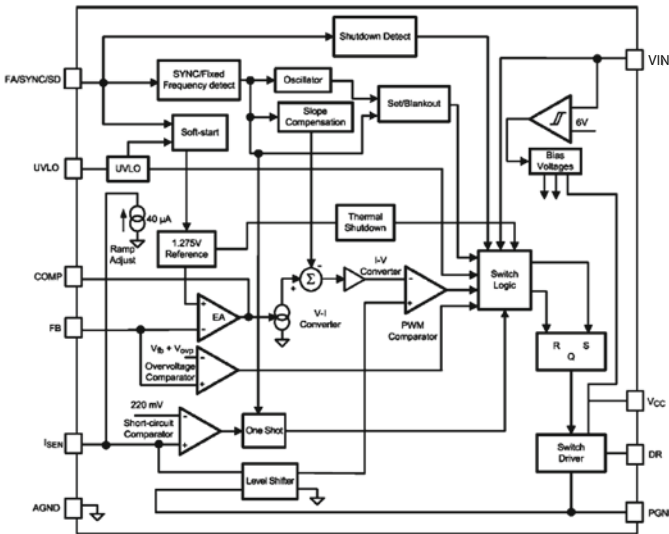 Shutdown Detect
VIN
FA/SYNC/SD
SYNC/Fixed
Frequency detect
Oscillator
Set/Blankout
Slope
Compensation
6V
Soft-start
Bias
Voltages
UVLO
UVLO
40 µA
Ramp
Adjust
1.275V
Reference
Thermal
Shutdown
COMP
+
Σ
-
I-V
Converter
Switch
Logic
+
EA
-
V-I
Converter
-
+
PWM
Comparator
FB
R S
Q
Vfb + Vovp
Overvoltage
Comparator
-
+
VCC
220 mV
Short-circuit
Comparator
-
+
One Shot
ISEN
Switch
Driver
DR
Level Shifter
AGND
PGN